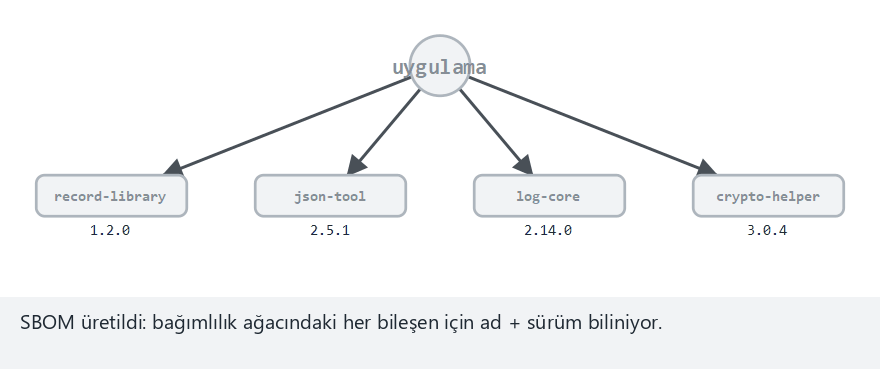 uygulama
record-library
json-tool
log-core
crypto-helper
1.2.0
2.5.1
2.14.0
3.0.4
SBOM üretildi: bağımlılık ağacındaki her bileşen için ad + sürüm biliniyor.